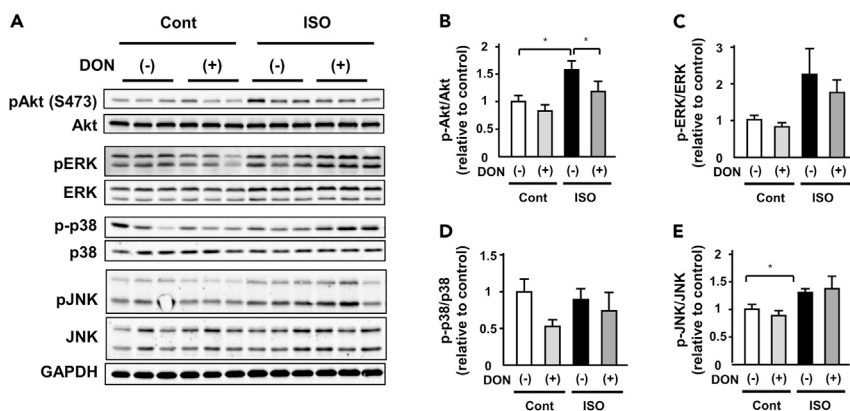 A
Cont ISO
DON (-) (+) (-) (+)
pAkt (S473)
Akt
pERK
ERK
p-p38
p38
pJNK
JNK
GAPDH
B
p-Akt/Akt
(relative to control)
2
1.5
1
0.5
0
* *
DON (-) (+) (-) (+)
Cont ISO
C
p-ERK/ERK
(relative to control)
3
2
1
0
DON (-) (+) (-) (+)
Cont ISO
D
p-p38/p38
(relative to control)
1.5
1
0.5
0
DON (-) (+) (-) (+)
Cont ISO
E
p-JNK/JNK
(relative to control)
2
1.5
1
0.5
0
*
DON (-) (+) (-) (+)
Cont ISO